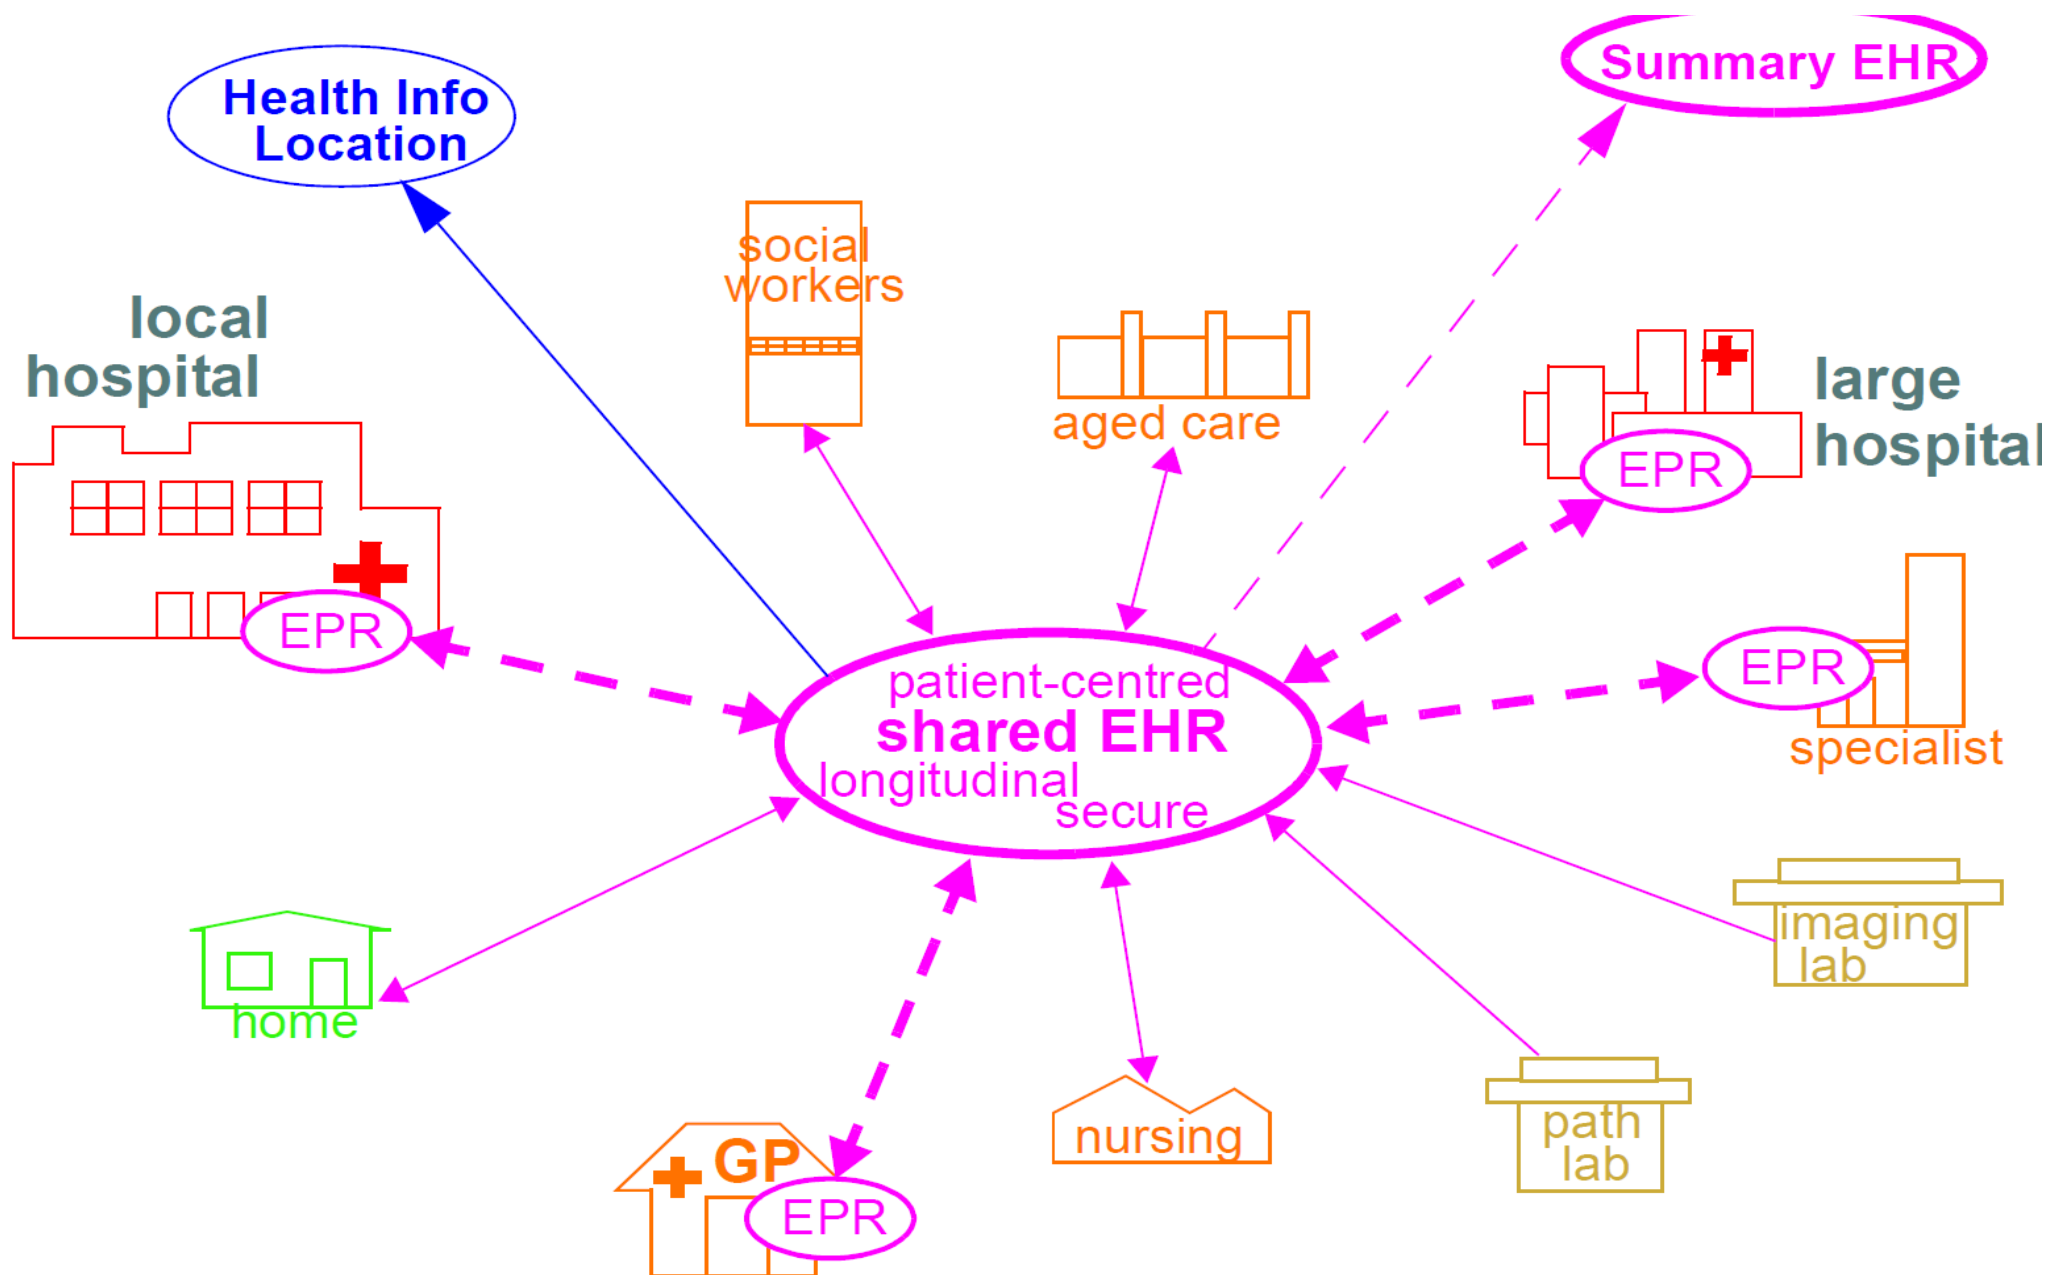 Health Info
Location
Summary EHR
social
workers
local
hospital
aged care
large
hospital
EPR
EPR
EPR
specialist
patient-centred
shared EHR
longitudinal
secure
imaging
lab
home
nursing
path
lab
GP
EPR